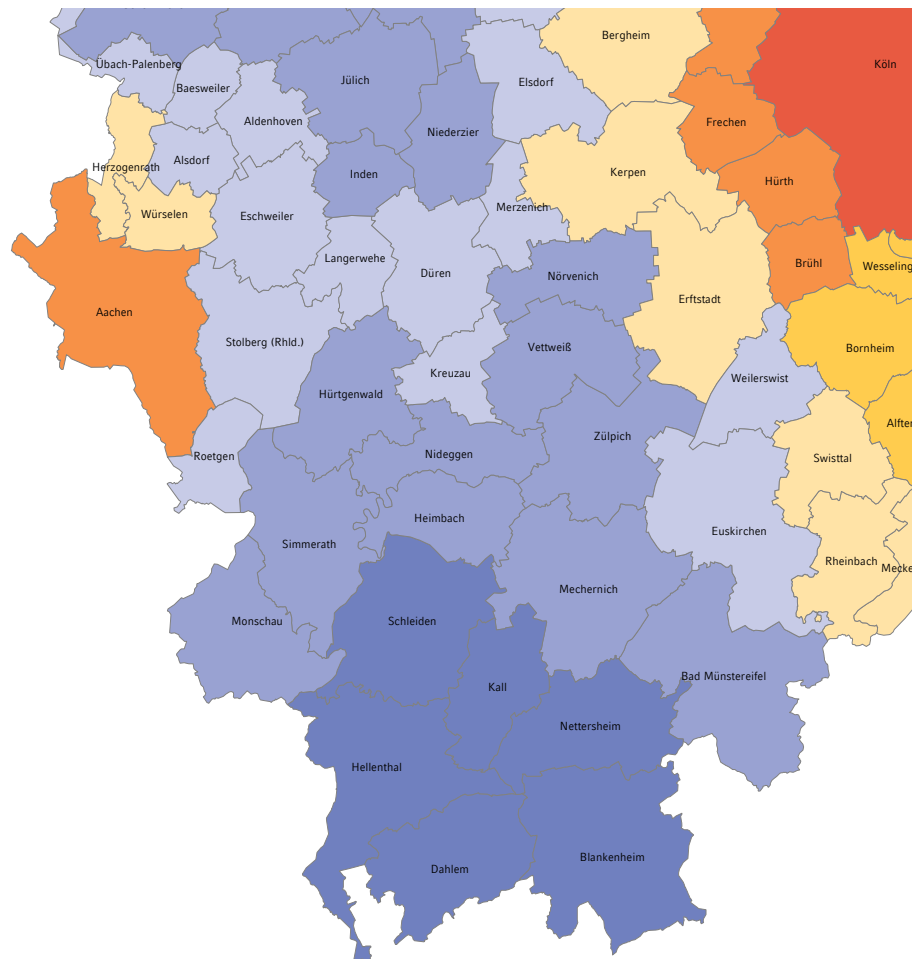 Bergheim
Köln
Übach-Palenberg
Jülich
Elsdorf
Baesweiler
Aldenhoven
Frechen
Niederzier
Alsdorf
Herzogenrath
Inden
Kerpen
Hürth
Merzenich
Würselen
Eschweiler
Langerwehe
Düren
Nörvenich
Brühl
Wesseling
Erftstadt
Aachen
Stolberg (Rhld.)
Vettweiß
Bornheim
Kreuzau
Weilerswist
Hürtgenwald
Alfter
Zülpich
Roetgen
Nideggen
Swisttal
Heimbach
Euskirchen
Simmerath
Rheinbach
Mecke
Mechernich
Monschau
Schleiden
Bad Münstereifel
Kall
Nettersheim
Hellenthal
Blankenheim
Dahlem